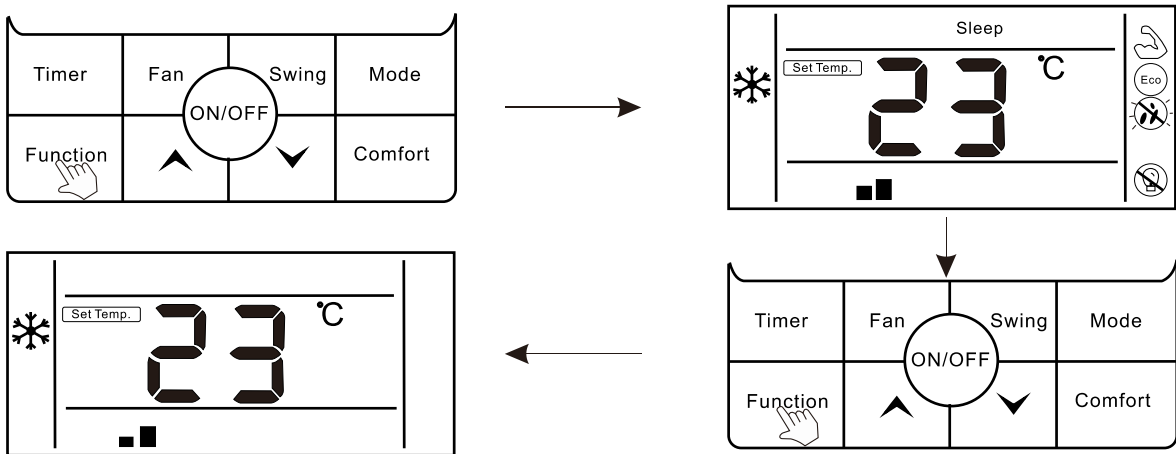 Timer Fan Swing Mode
ON/OFF
Function Comfort
Sleep
Set Temp. 23 °C
Eco
Set Temp. 23 °C
Timer Fan Swing Mode
ON/OFF
Function Comfort